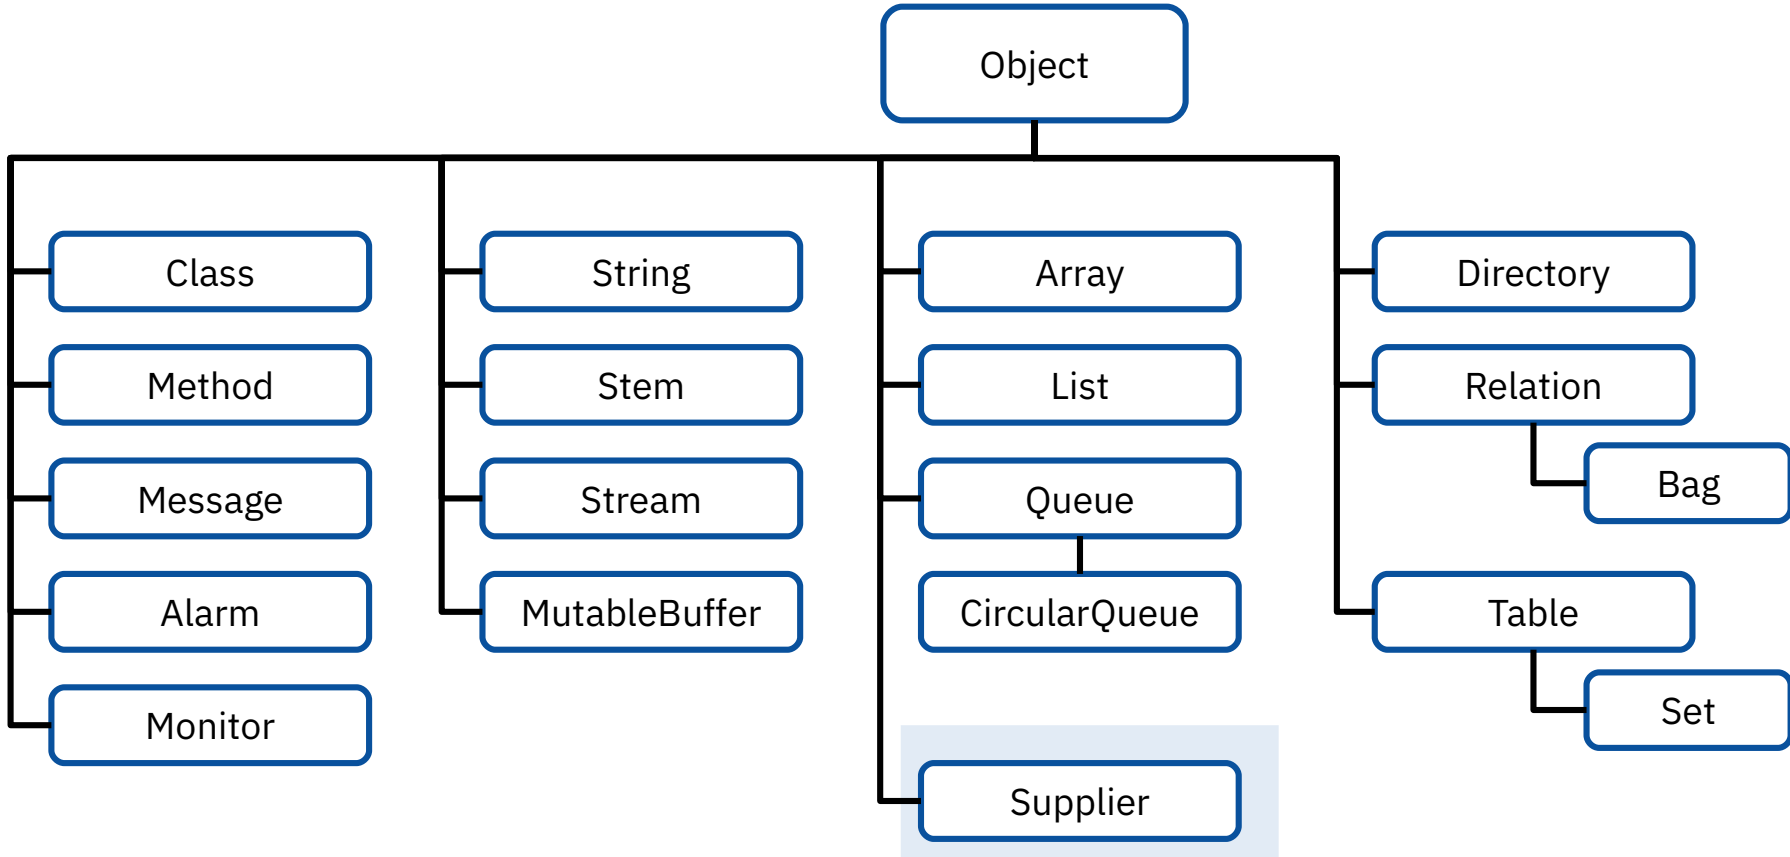 Object
Class
String
Array
Directory
Method
Stem
List
Relation
Bag
Message
Stream
Queue
Alarm
MutableBuffer
CircularQueue
Table
Set
Monitor
Supplier